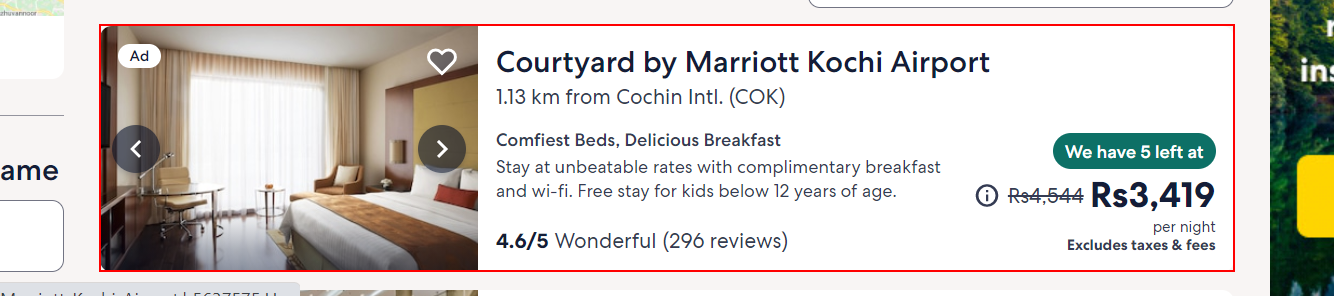 zhuvannoor
Ad
Courtyard by Marriott Kochi Airport
1.13 km from Cochin Intl. (COK)
Comfiest Beds, Delicious Breakfast
Stay at unbeatable rates with complimentary breakfast
and wi-fi. Free stay for kids below 12 years of age.
We have 5 left at
Rs4,544 Rs3,419
per night
Excludes taxes & fees
4.6/5 Wonderful (296 reviews)
ame
ins